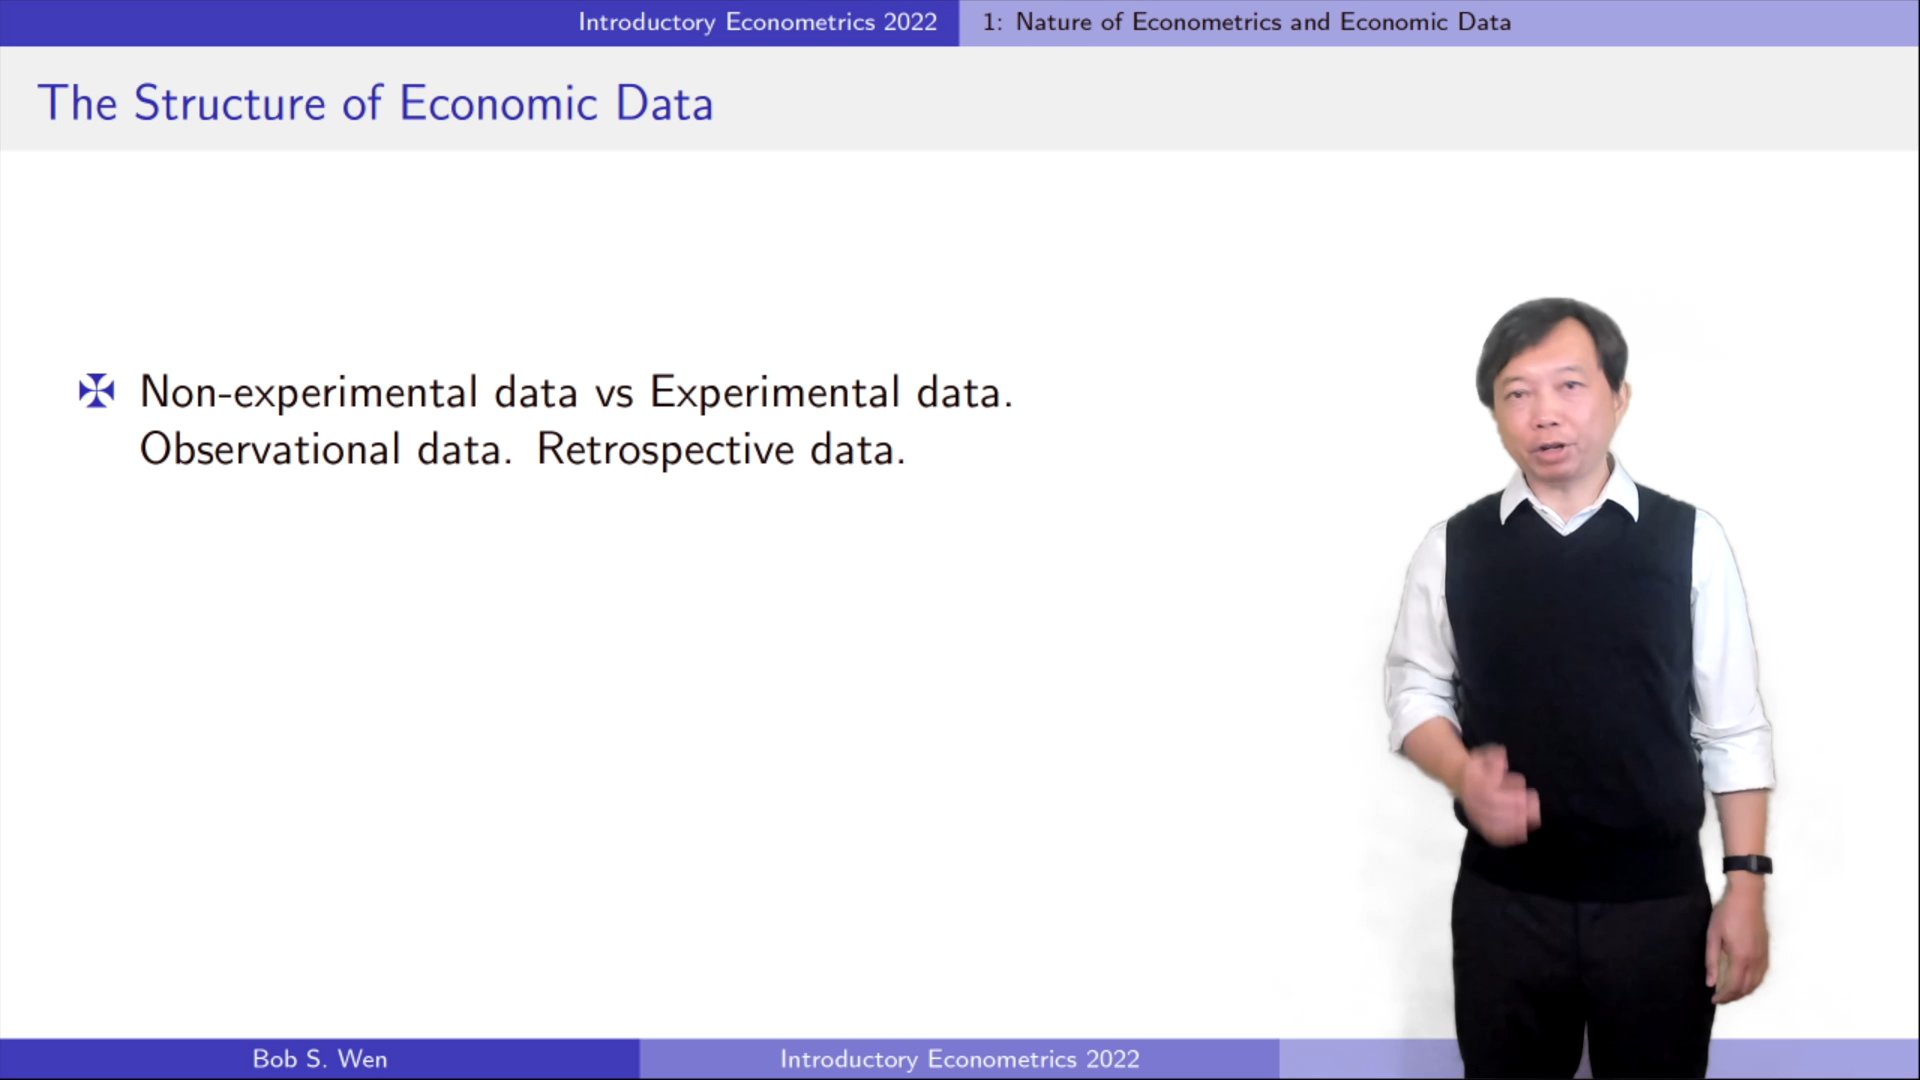 Introductory Econometrics 2022
1: Nature of Econometrics and Economic Data
The Structure of Economic Data
Non-experimental data vs Experimental data.
Observational data. Retrospective data.
Bob S. Wen
Introductory Econometrics 2022